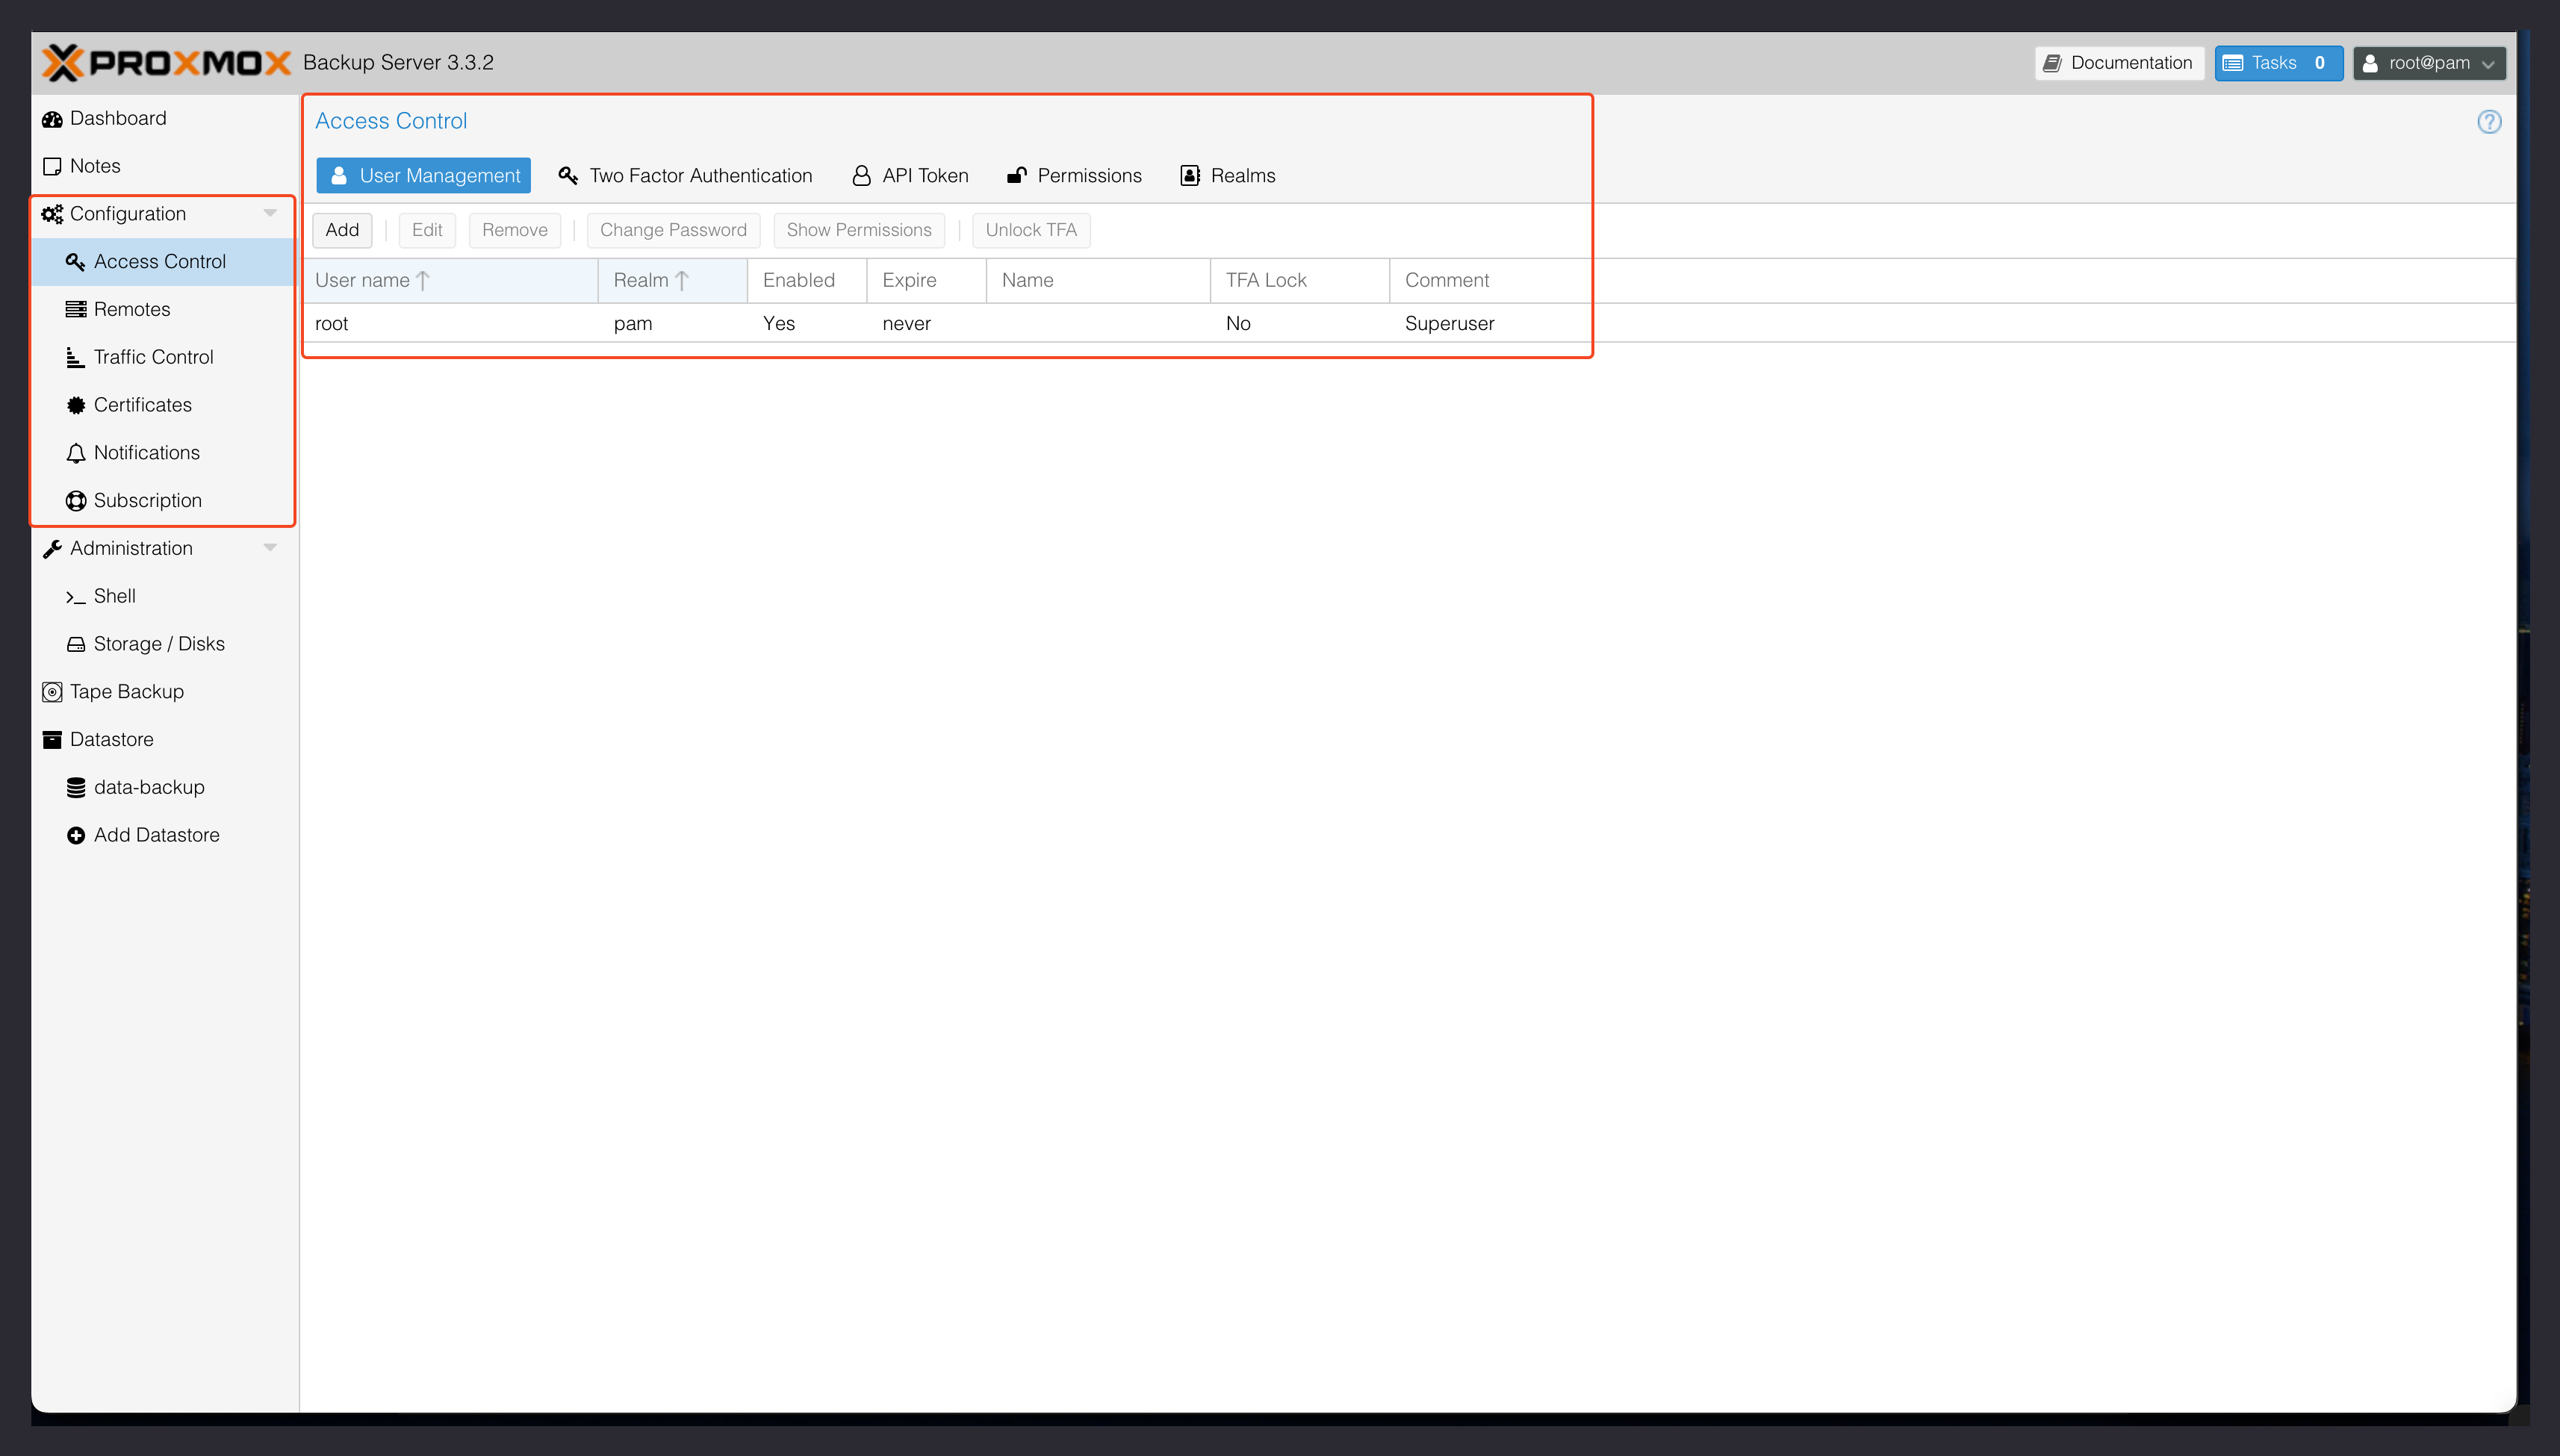 PROXMOX Backup Server 3.3.2
Documentation
Tasks 0
root@pam
Dashboard
Notes
Configuration
Access Control
Remotes
Traffic Control
Certificates
Notifications
Subscription
Administration
Shell
Storage / Disks
Tape Backup
Datastore
data-backup
Add Datastore
Access Control
User Management Two Factor Authentication API Token Permissions Realms
Add Edit Remove Change Password Show Permissions Unlock TFA
User name Realm Enabled Expire Name TFA Lock Comment
root pam Yes never No Superuser